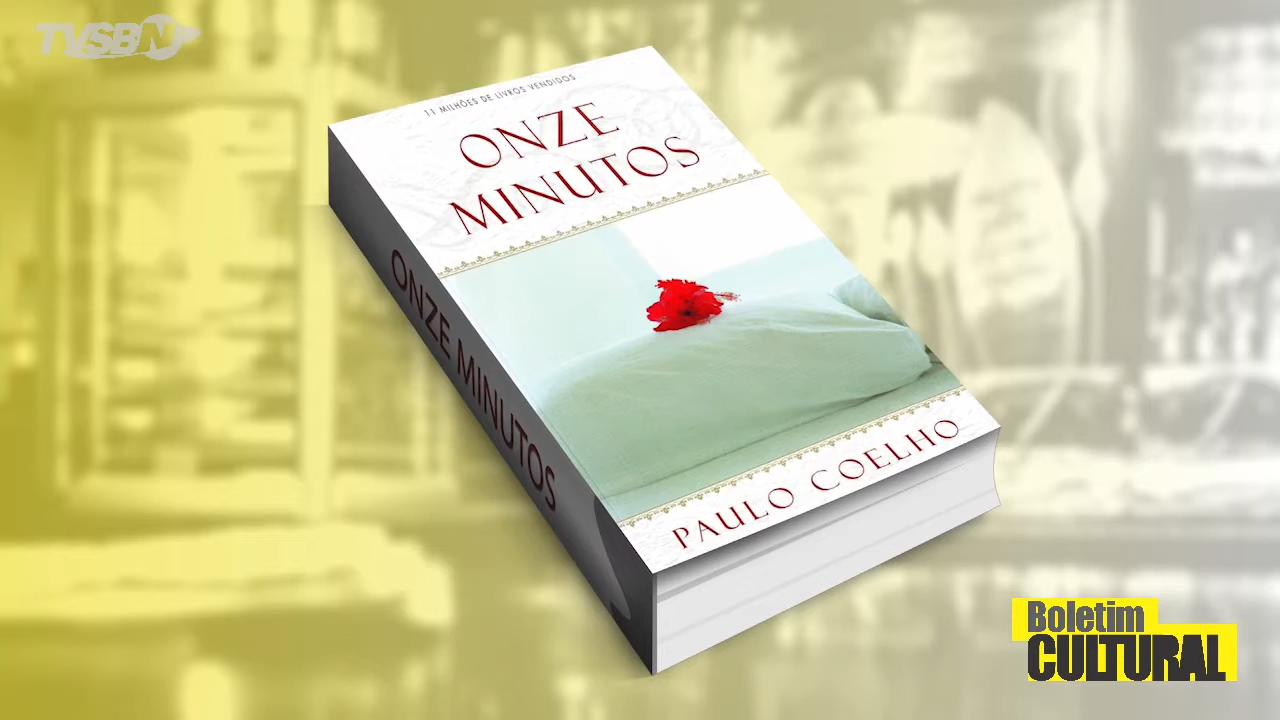 TVSBN
11 MILHÕES DE LIVROS VENDIDOS
ONZE
MINUTOS
ONZE MINUTOS
PAULO COELHO
Boletim
CULTURAL